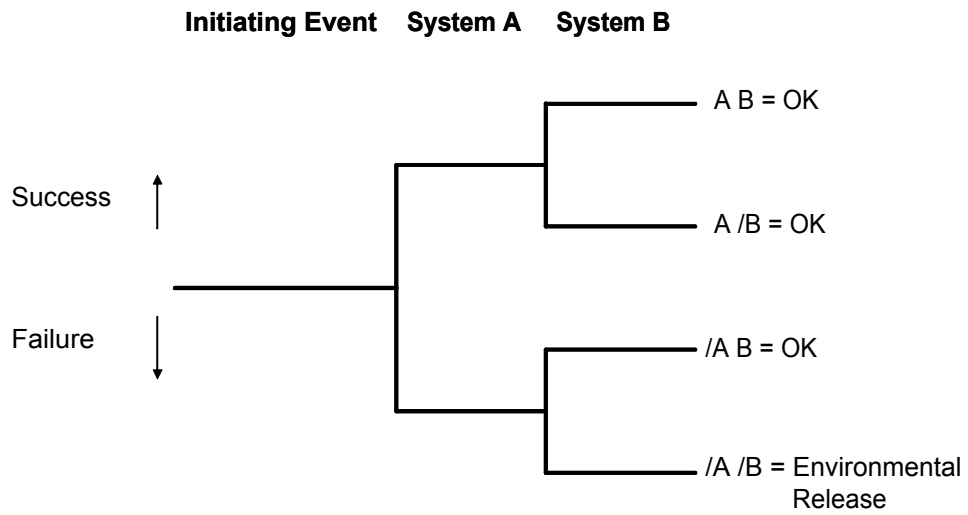 Initiating Event System A System B
A B = OK
Success
A /B = OK
Failure
/A B = OK
/A /B = Environmental
Release